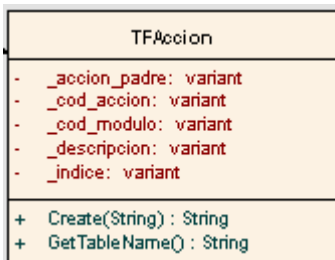 TFAccion
- _accion_padre: variant
- _cod_accion: variant
- _cod_modulo: variant
- _descripcion: variant
- _indice: variant
+ Create(String) : String
+ GetTableName() : String